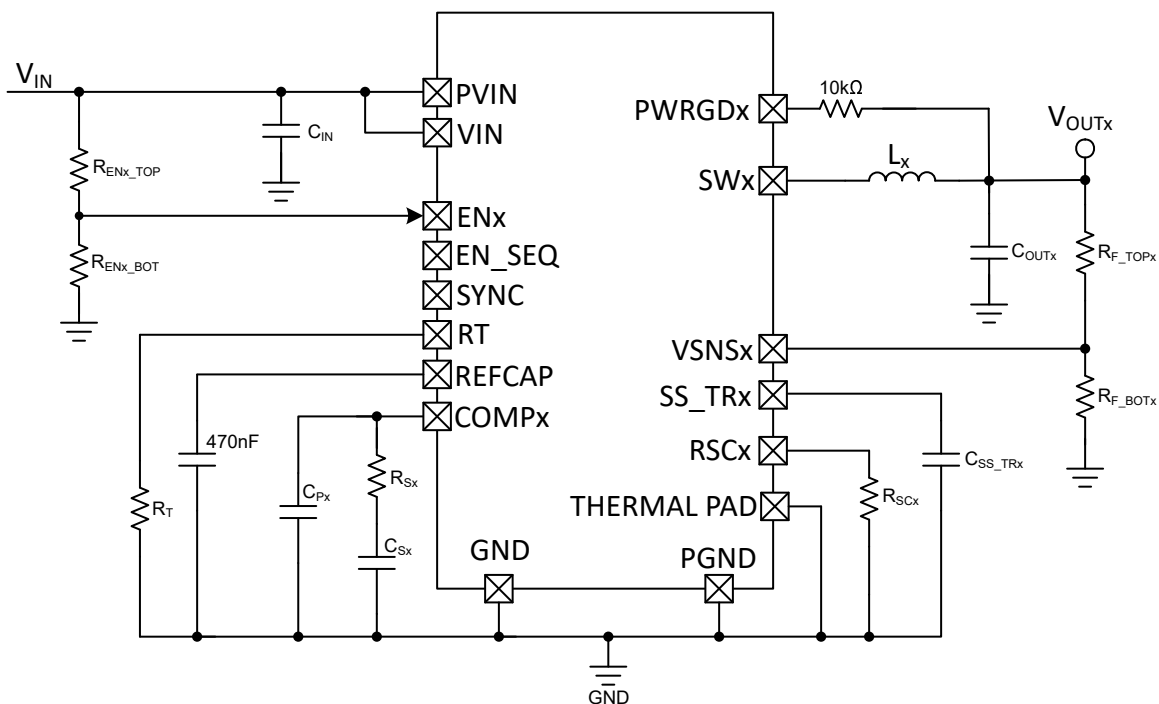 V_IN
PVIN
VIN
C_IN
R_ENx_TOP
ENx
R_ENx_BOT
EN_SEQ
SYNC
RT
REFCAP
COMPx
470nF
R_T
C_Px
R_Sx
C_Sx
GND
PGND
GND
PWRGDx
10kΩ
V_OUTx
SWx
L_x
C_OUTx
R_F_TOPx
VSNSx
SS_TRx
R_F_BOTx
RSCx
C_SS_TRx
R_SCx
THERMAL PAD